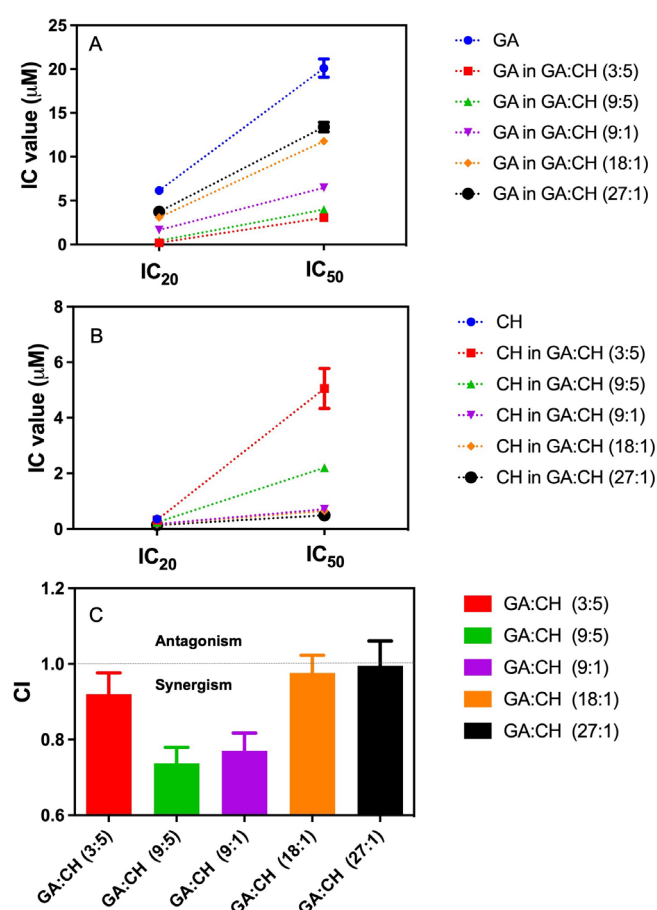 A
IC value (μM)
25
20
15
10
5
0
IC20
IC50
GA
GA in GA:CH (3:5)
GA in GA:CH (9:5)
GA in GA:CH (9:1)
GA in GA:CH (18:1)
GA in GA:CH (27:1)
B
IC value (μM)
8
6
4
2
0
IC20
IC50
CH
CH in GA:CH (3:5)
CH in GA:CH (9:5)
CH in GA:CH (9:1)
CH in GA:CH (18:1)
CH in GA:CH (27:1)
C
CI
1.2
1.0
0.8
0.6
Antagonism
Synergism
GA:CH (3:5)
GA:CH (9:5)
GA:CH (9:1)
GA:CH (18:1)
GA:CH (27:1)
GA:CH (3:5)
GA:CH (9:5)
GA:CH (9:1)
GA:CH (18:1)
GA:CH (27:1)